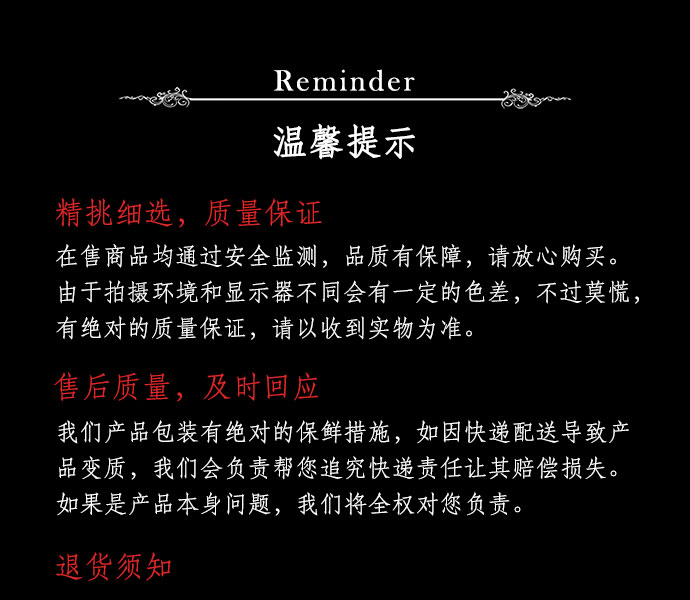 Reminder
温馨提示
精挑细选，质量保证
在售商品均通过安全监测，品质有保障，请放心购买。
由于拍摄环境和显示器不同会有一定的色差，不过莫慌，
有绝对的质量保证，请以收到实物为准。
售后质量，及时回应
我们产品包装有绝对的保鲜措施，如因快递配送导致产
品变质，我们会负责帮您追究快递责任让其赔偿损失。
如果是产品本身问题，我们将全权对您负责。
退货须知